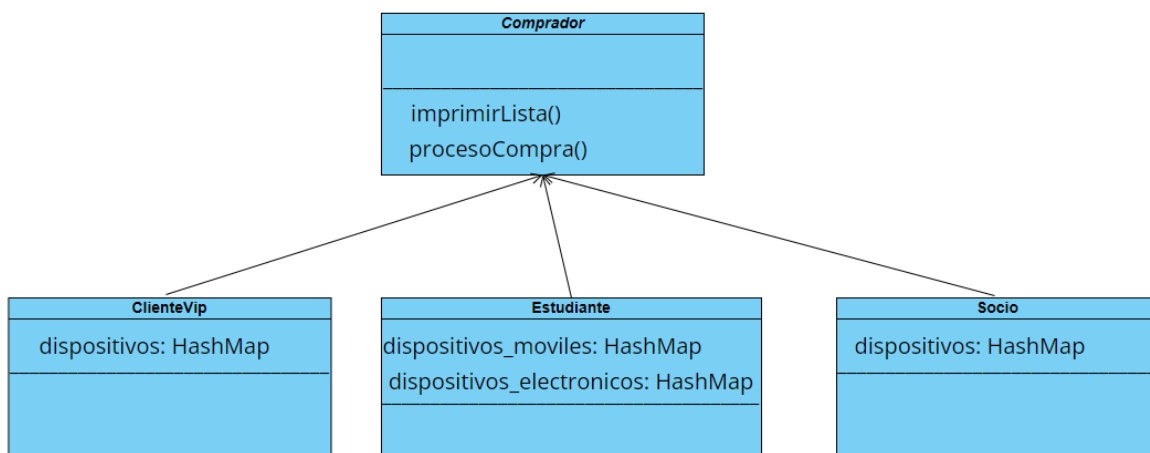 Comprador
imprimirLista()
procesoCompra()
ClienteVip
dispositivos: HashMap
Estudiante
dispositivos_moviles: HashMap
dispositivos_electronicos: HashMap
Socio
dispositivos: HashMap